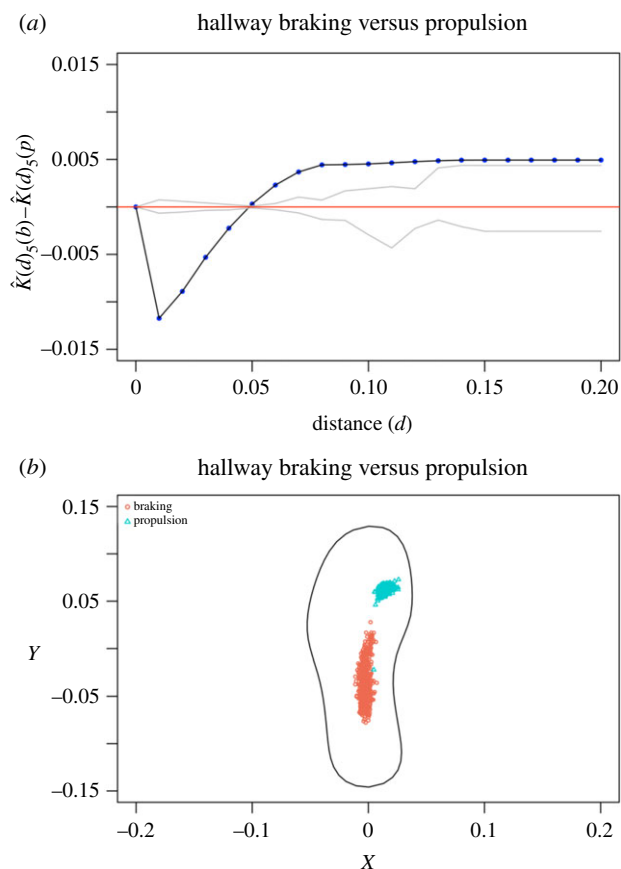 (a) hallway braking versus propulsion
0.015
0.005
−0.005
−0.015
K̂(d)₅(b)−K̂(d)₅(p)
0 0.05 0.10 0.15 0.20
distance (d)
(b) hallway braking versus propulsion
0.15
braking
propulsion
0.05
Y
−0.05
−0.15
−0.2 −0.1 0 0.1 0.2
X